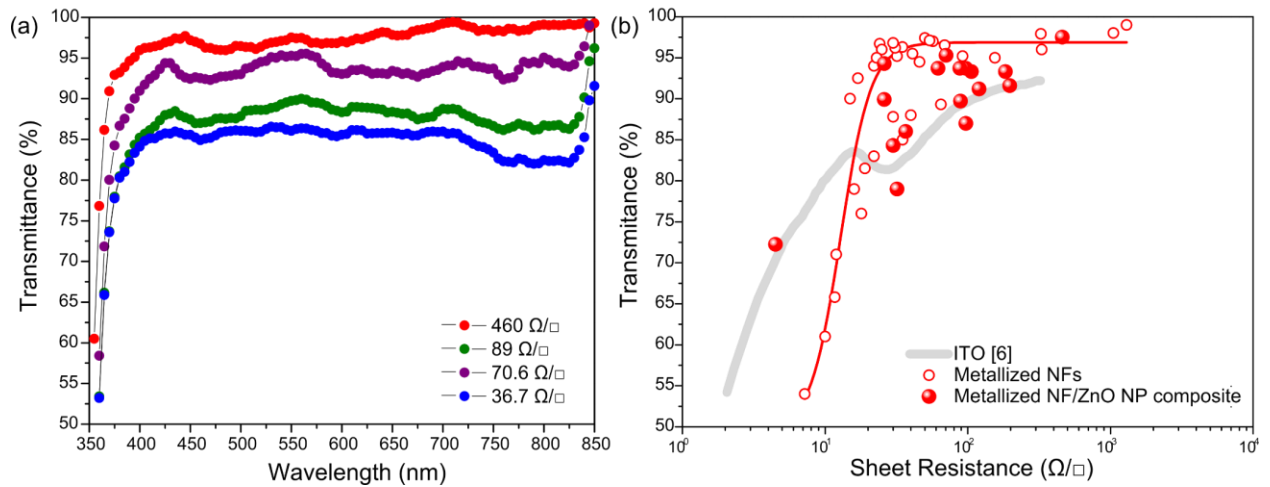 (a)
Transmittance (%)
100
95
90
85
80
75
70
65
60
55
50
460 Ω/□
89 Ω/□
70.6 Ω/□
36.7 Ω/□
350 400 450 500 550 600 650 700 750 800 850
Wavelength (nm)
(b)
Transmitance (%)
100
95
90
85
80
75
70
65
60
55
50
ITO [6]
Metallized NFs
Metallized NF/ZnO NP composite
10⁰ 10¹ 10² 10³ 10⁴
Sheet Resistance (Ω/□)